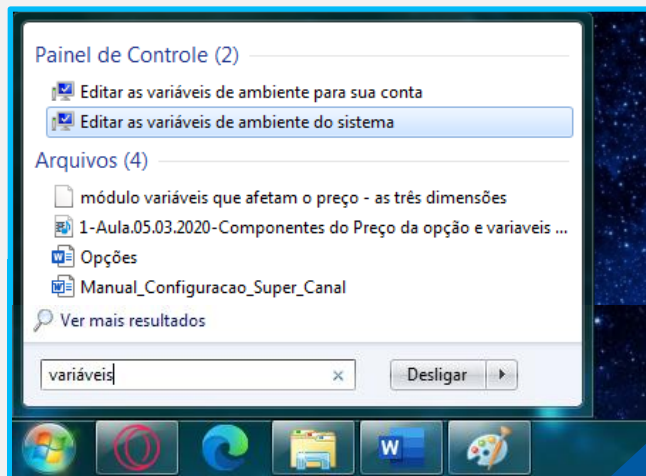 Painel de Controle (2)
Editar as variáveis de ambiente para sua conta
Editar as variáveis de ambiente do sistema
Arquivos (4)
módulo variáveis que afetam o preço - as três dimensões
1-Aula.05.03.2020-Componentes do Preço da opção e variaveis ...
Opções
Manual_Configuracao_Super_Canal
Ver mais resultados
variáveis
Desligar